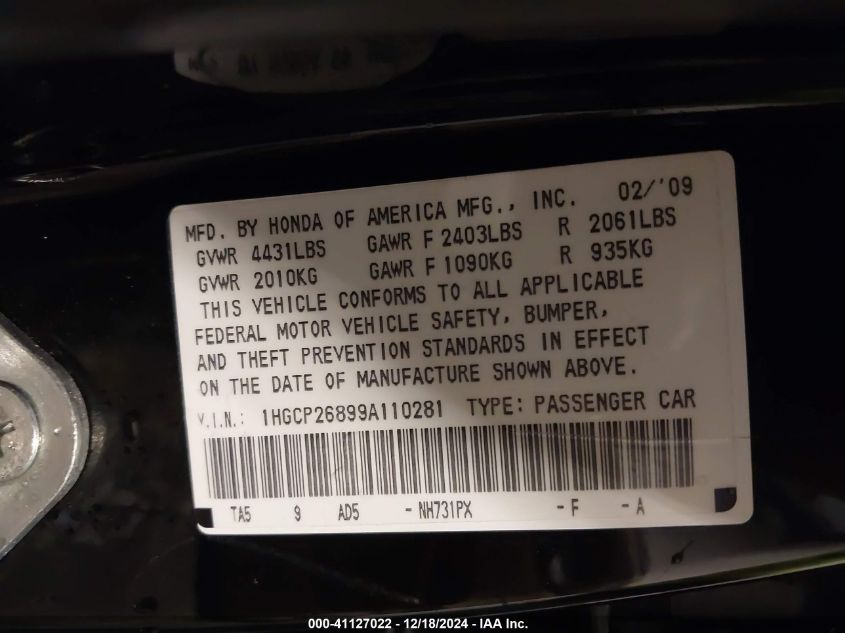 MFD. BY HONDA OF AMERICA MFG., INC. 02/'09
GVWR 4431LBS GAWR F 2403LBS R 2061LBS
GVWR 2010KG GAWR F 1090KG R 935KG
THIS VEHICLE CONFORMS TO ALL APPLICABLE
FEDERAL MOTOR VEHICLE SAFETY, BUMPER,
AND THEFT PREVENTION STANDARDS IN EFFECT
ON THE DATE OF MANUFACTURE SHOWN ABOVE.
V.I.N.: 1HGCP26899A110281 TYPE: PASSENGER CAR
TA5 9 AD5 - NH731PX - F - A
000-41127022 - 12/18/2024 - IAA Inc.